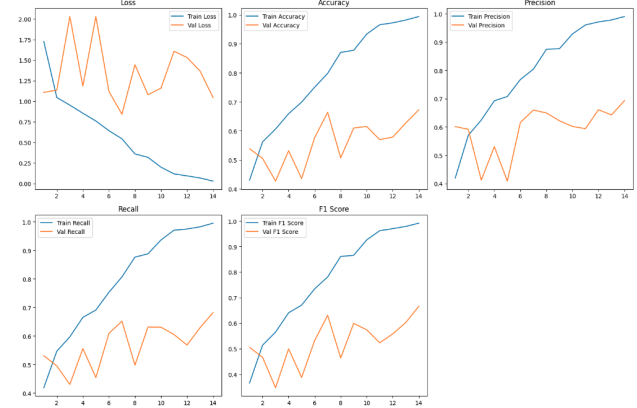 Loss
Train Loss
Val Loss
2.00
1.75
1.50
1.25
1.00
0.75
0.50
0.25
0.00
2 4 6 8 10 12 14
Accuracy
Train Accuracy
Val Accuracy
1.0
0.9
0.8
0.7
0.6
0.5
0.4
2 4 6 8 10 12 14
Precision
Train Precision
Val Precision
1.0
0.9
0.8
0.7
0.6
0.5
0.4
2 4 6 8 10 12 14
Recall
Train Recall
Val Recall
1.0
0.9
0.8
0.7
0.6
0.5
0.4
2 4 6 8 10 12 14
F1 Score
Train F1 Score
Val F1 Score
1.0
0.9
0.8
0.7
0.6
0.5
0.4
2 4 6 8 10 12 14